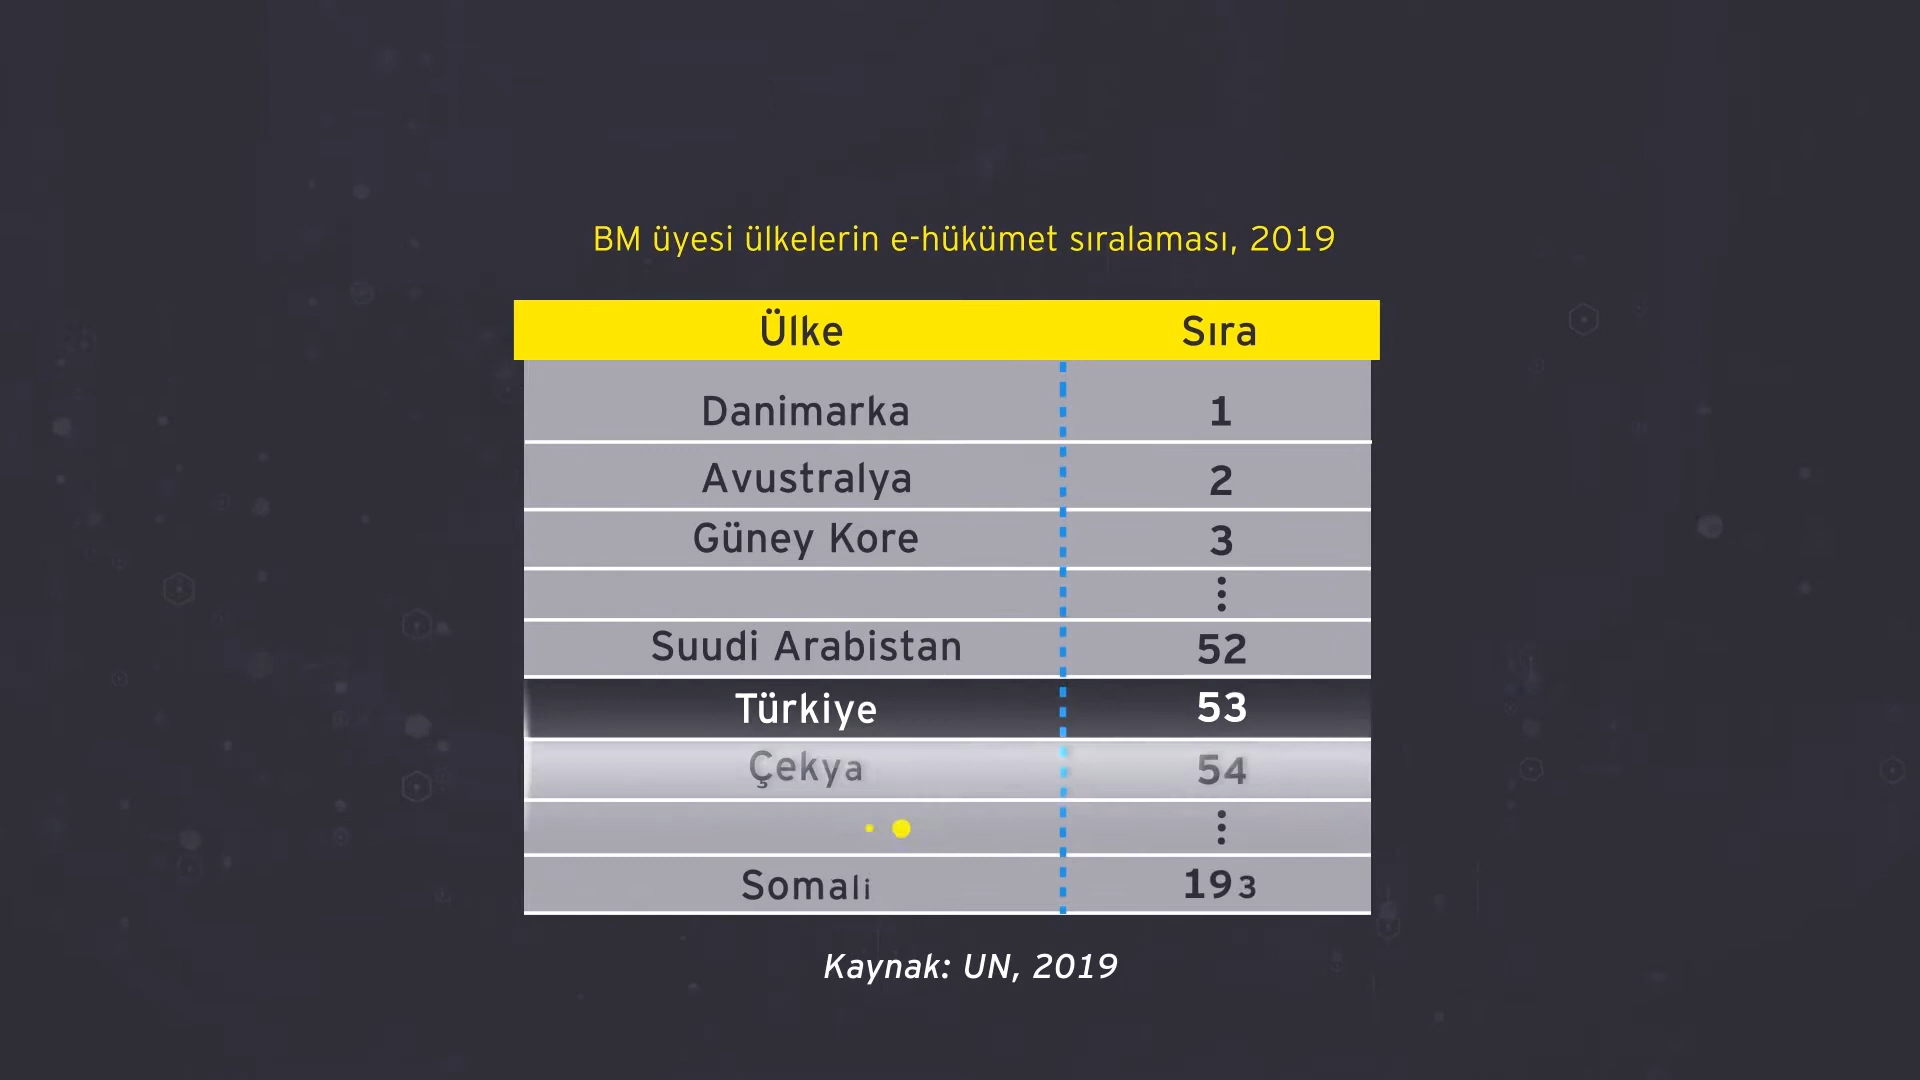 BM üyesi ülkelerin e-hükümet sıralaması, 2019
Ülke Sıra
Danimarka 1
Avustralya 2
Güney Kore 3
⋮
Suudi Arabistan 52
Türkiye 53
Çekya 54
⋮
Somali 193
Kaynak: UN, 2019